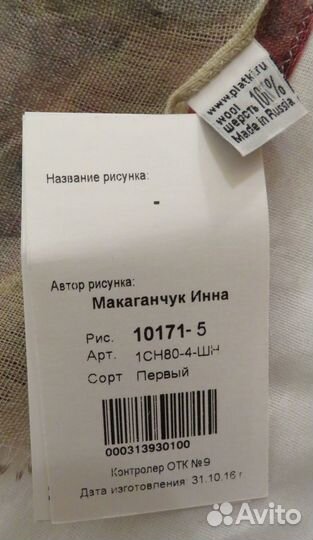 www.platki.ru
wool
шерсть 100%
Made in Russia
Название рисунка:
-
Автор рисунка:
Макаганчук Инна
Рис. 10171- 5
Арт. 1СН80-4-ШН
Сорт Первый
000313930100
Контролер ОТК №9
Дата изготовления 31.10.16 г
Avito